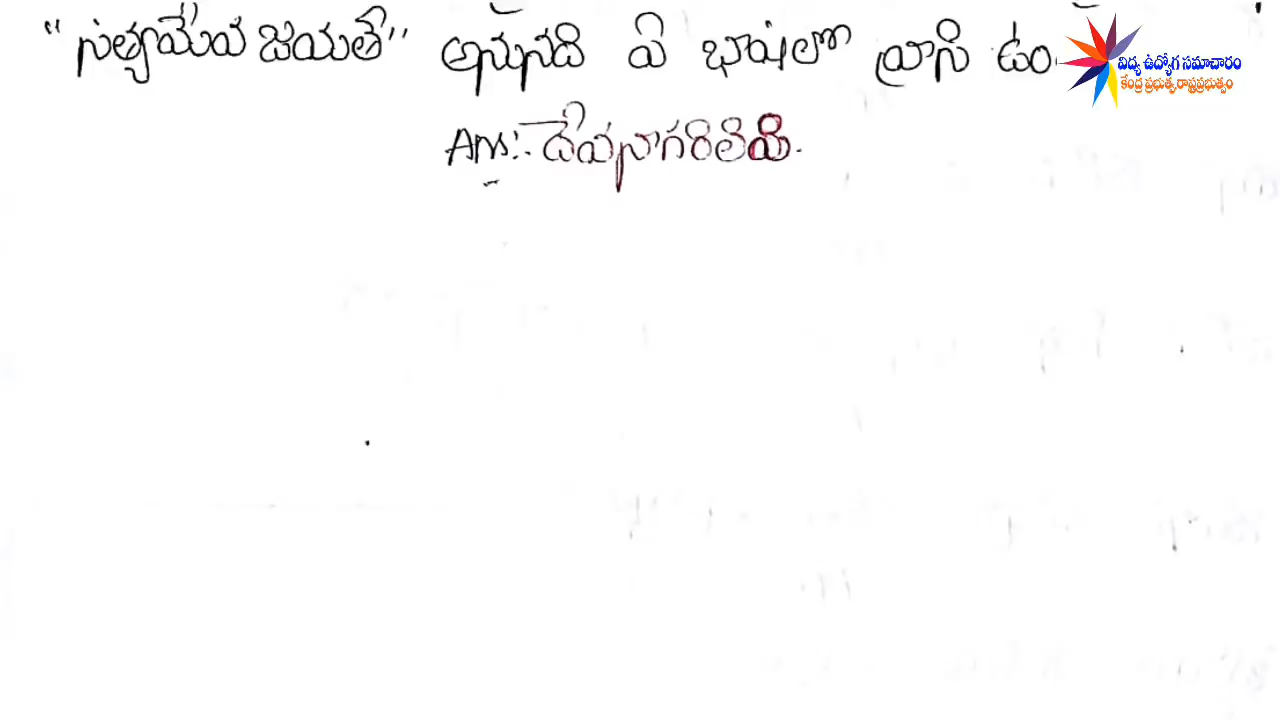 "సత్యమేవ జయతే" అనునది ఏ భాషలో వ్రాసి ఉం
విద్య ఉద్యోగ సమాచారం
కేంద్ర ప్రభుత్వ,రాష్ట్రప్రభుత్వం
Ans:- దేవనాగరిలిపి.